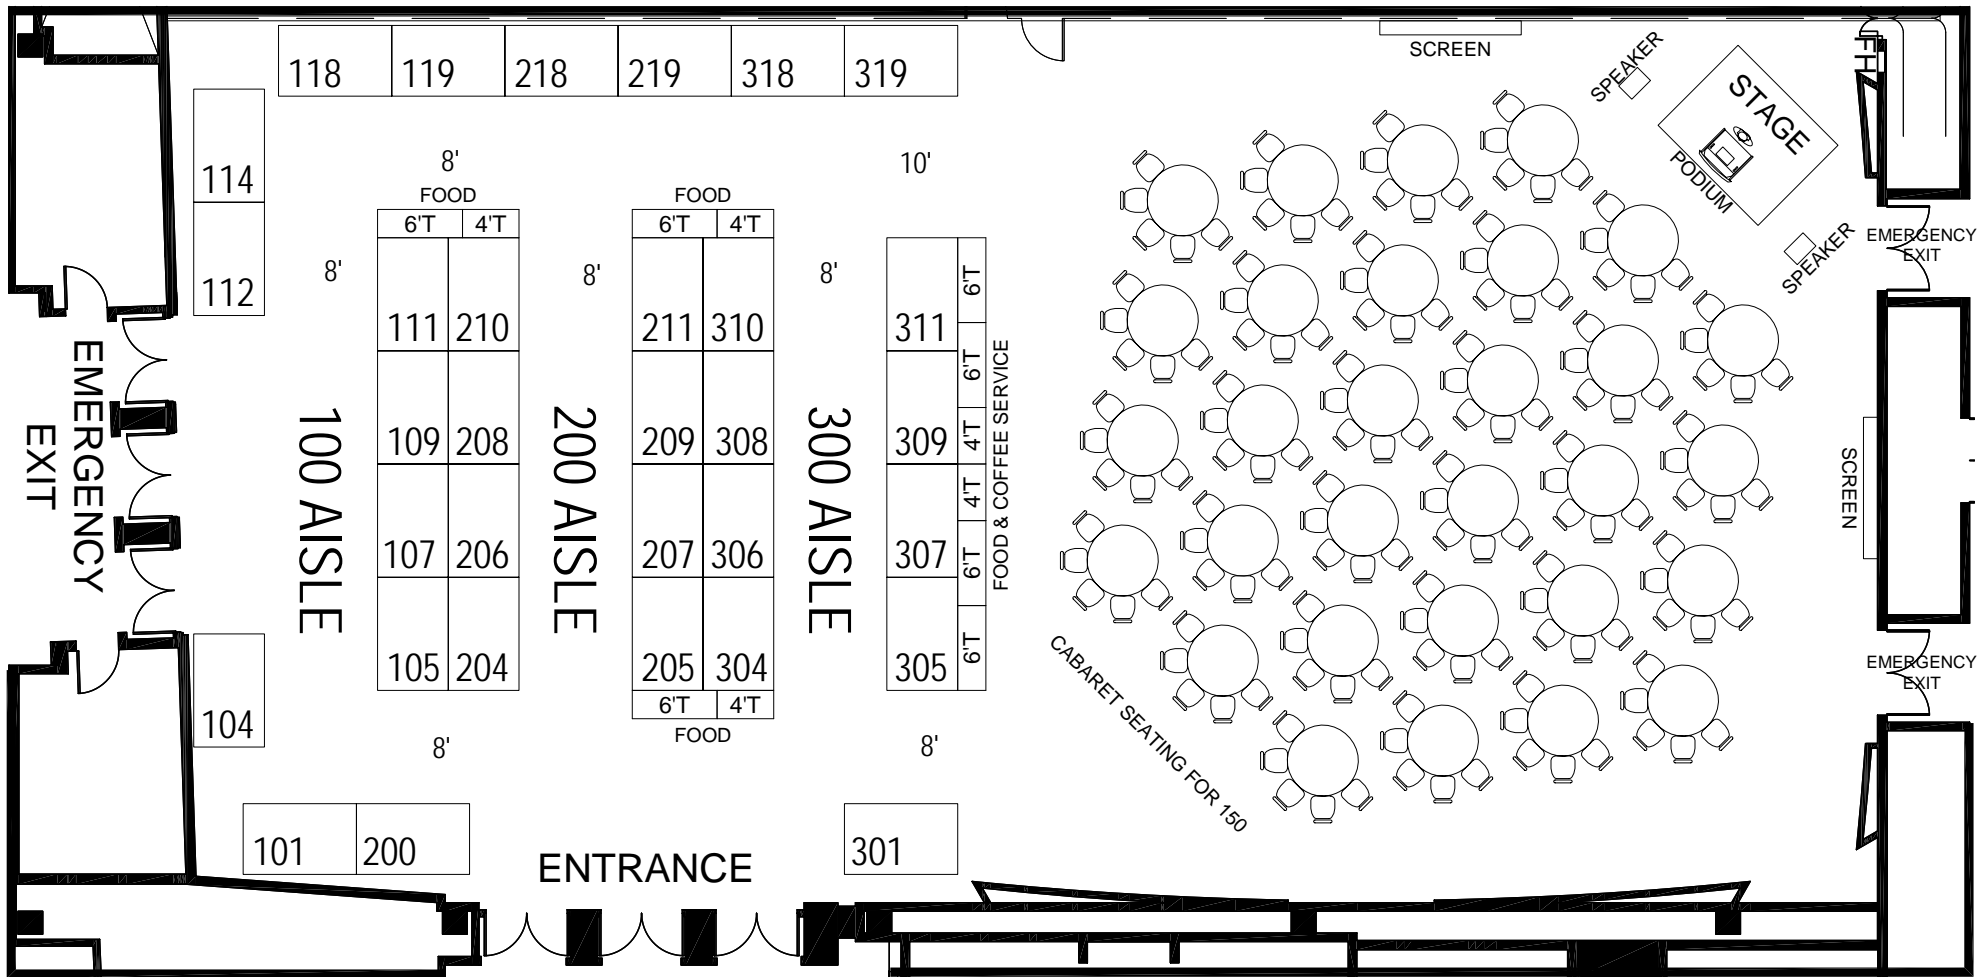 SCREEN
SPEAKER
FH
118 119 218 219 318 319
STAGE
PODIUM
114
8'
10'
FOOD
FOOD
6'T 4'T
6'T 4'T
SPEAKER
EMERGENCY
EXIT
112
8'
8'
8'
6'T
111 210
211 310
311
6'T
EMERGENCY
EXIT
100 AISLE
200 AISLE
300 AISLE
FOOD & COFFEE SERVICE
109 208
209 308
309
4'T
SCREEN
4'T
107 206
207 306
307
6'T
105 204
205 304
305
6'T
6'T 4'T
FOOD
CABARET SEATING FOR 150
EMERGENCY
EXIT
104
8'
8'
101 200
ENTRANCE
301